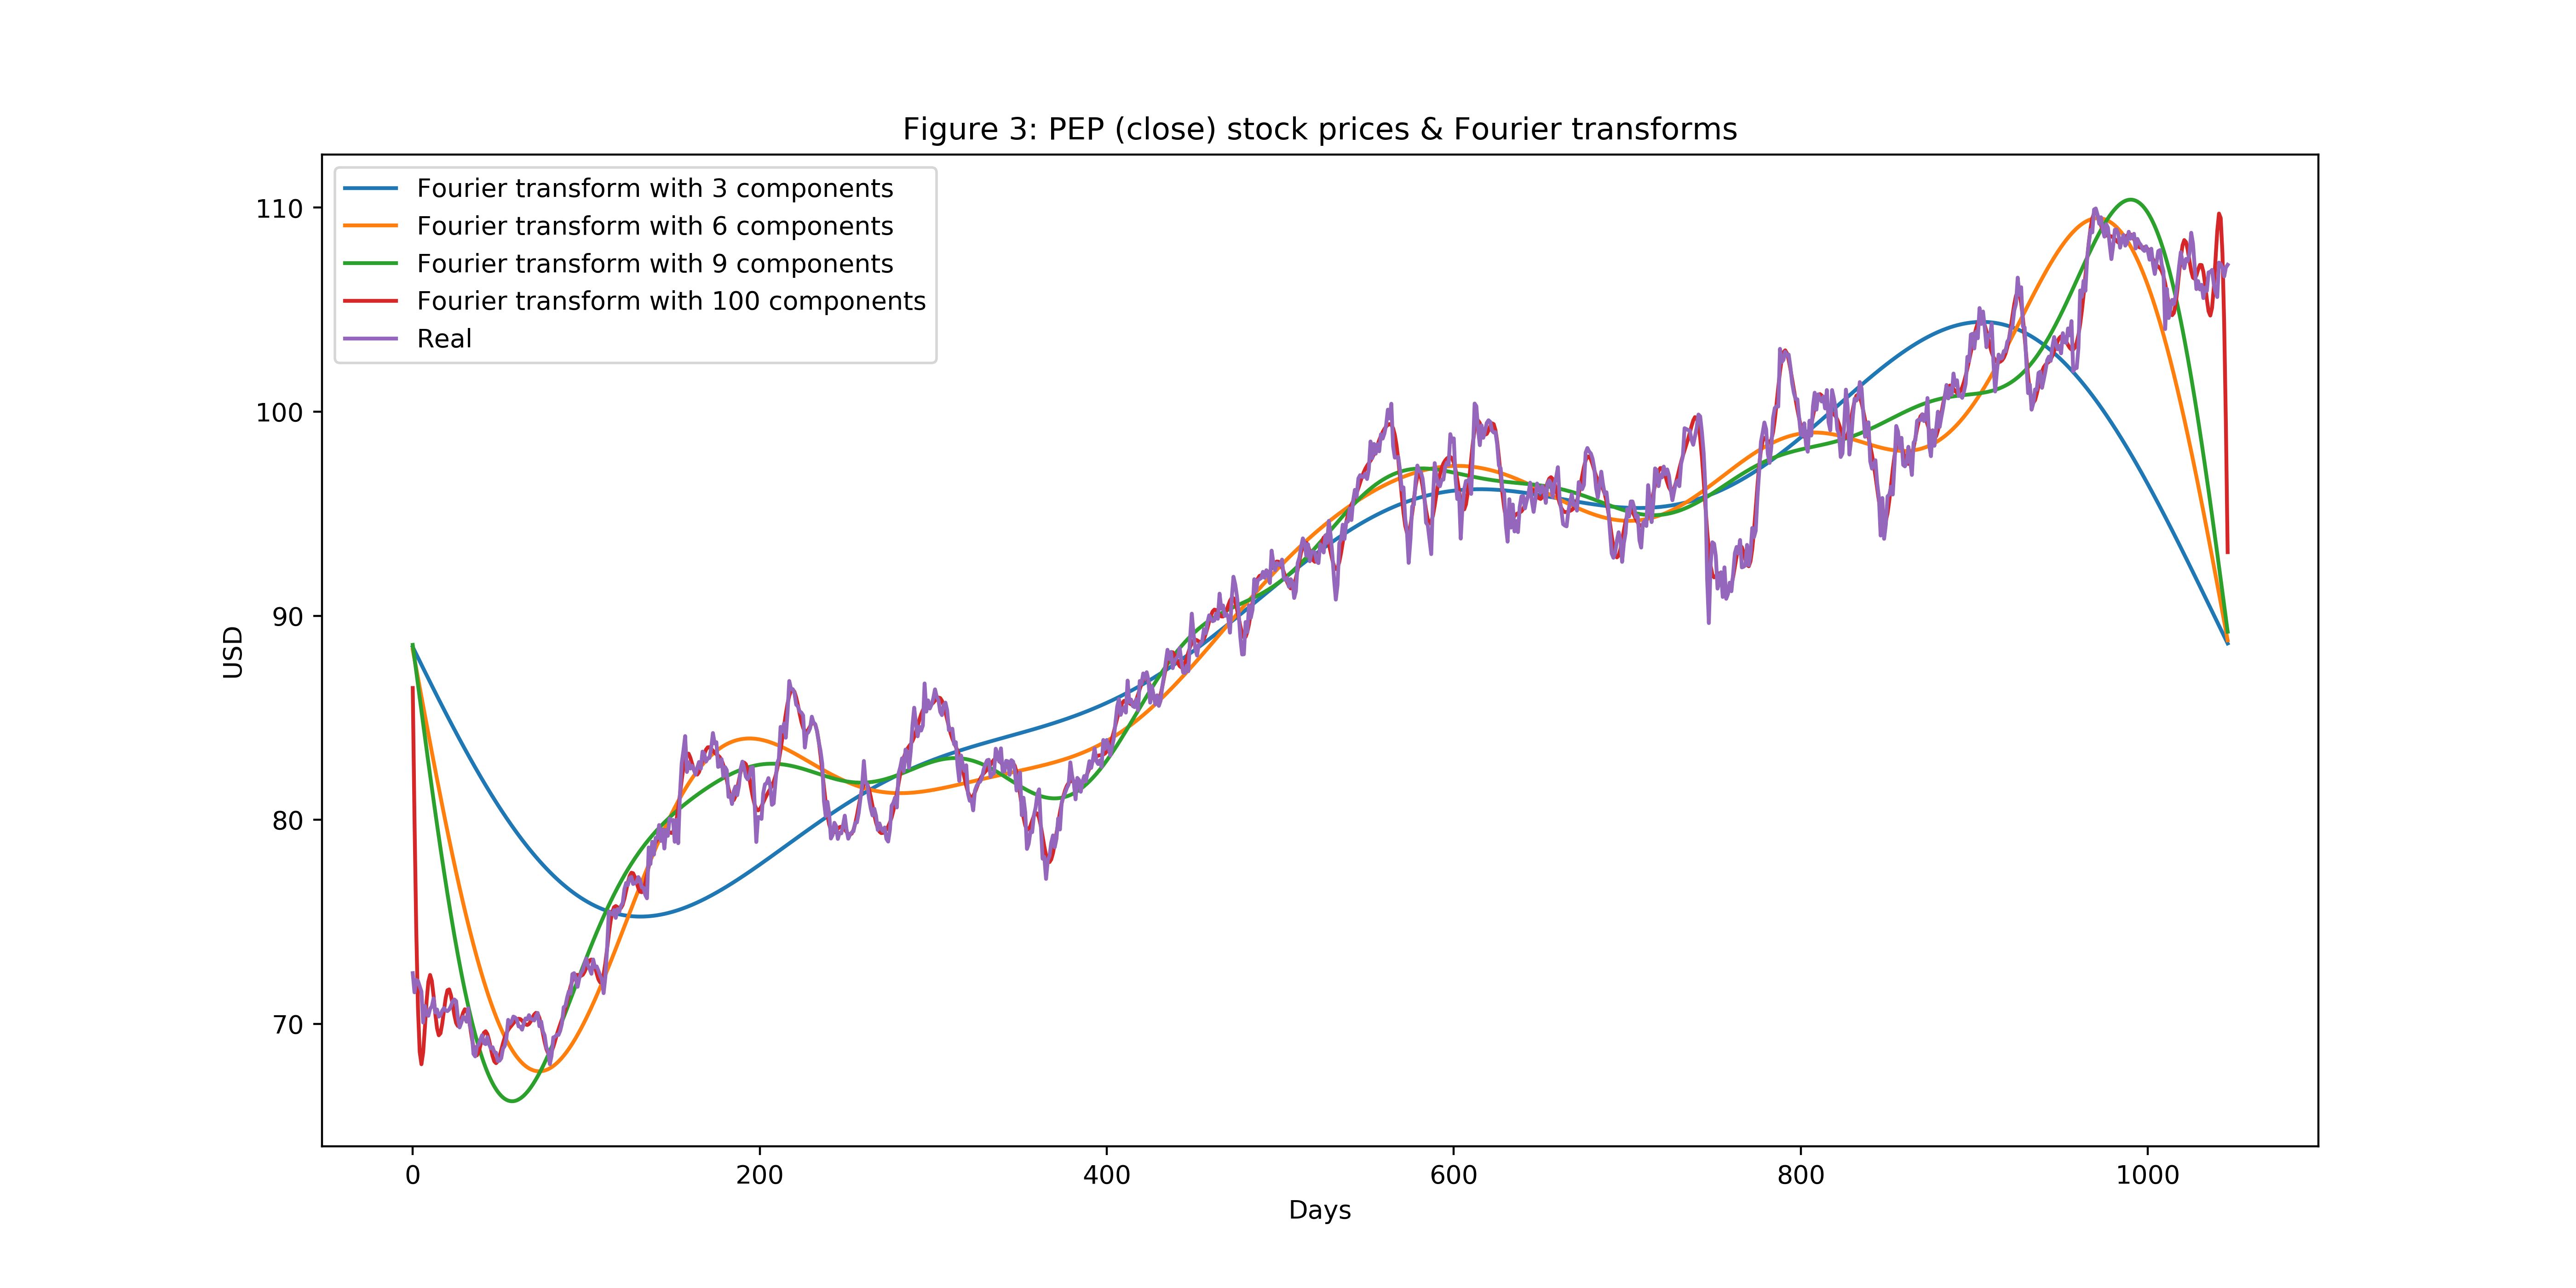 Figure 3: PEP (close) stock prices & Fourier transforms
Fourier transform with 3 components
Fourier transform with 6 components
Fourier transform with 9 components
Fourier transform with 100 components
Real
110
100
90
80
70
USD
0 200 400 600 800 1000
Days